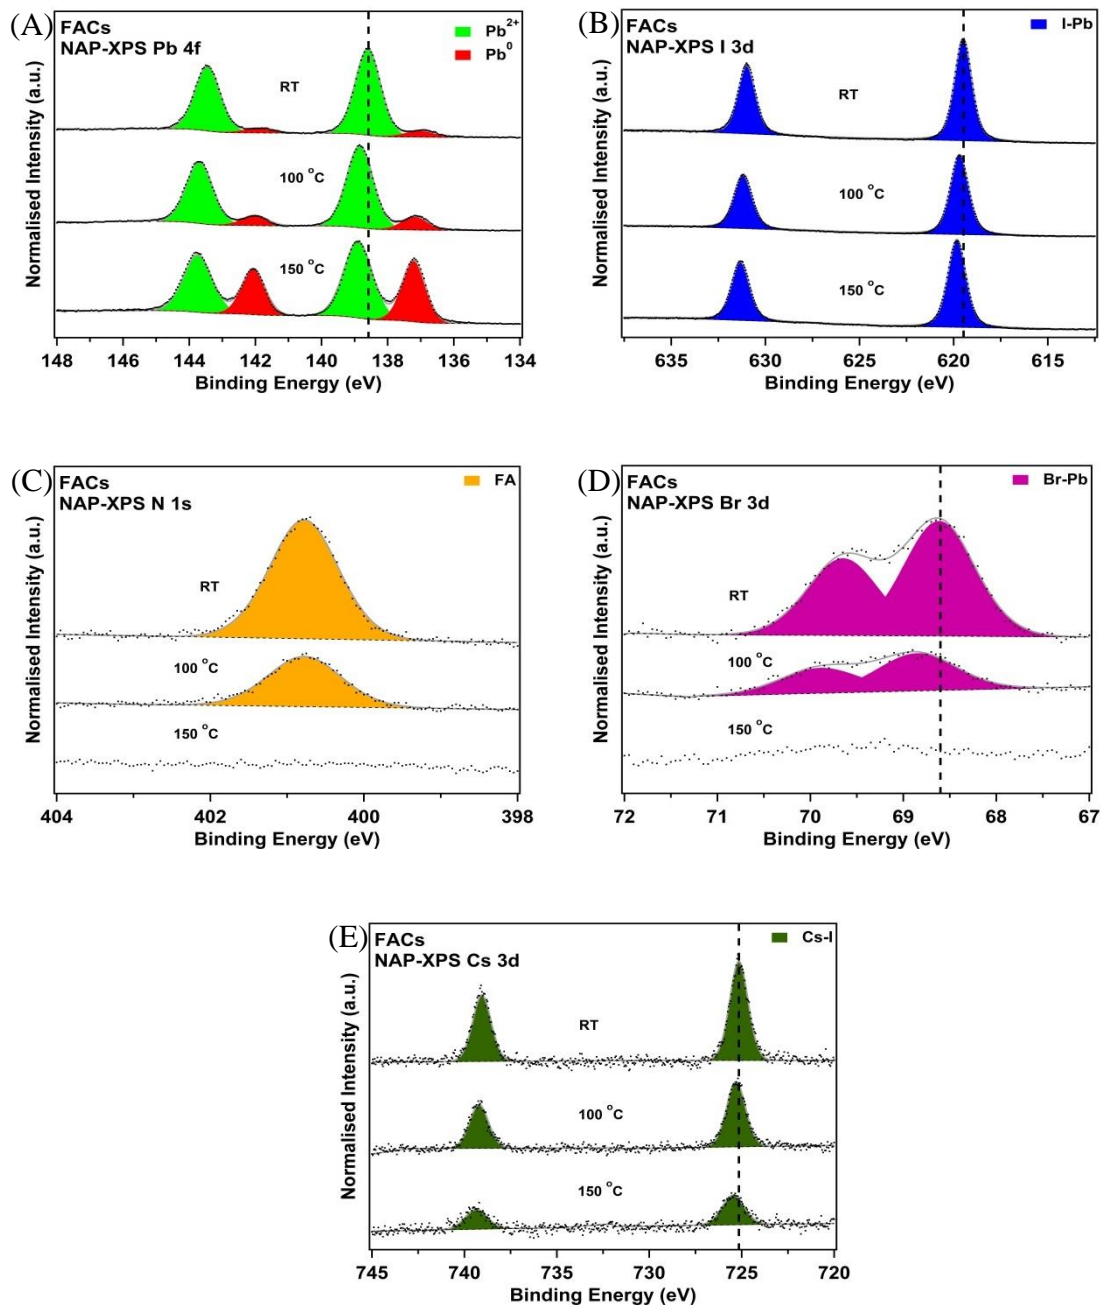 (A)
FACs
NAP-XPS Pb 4f
Pb²⁺
Pb⁰
RT
100 °C
150 °C
Normalised Intensity (a.u.)
148 146 144 142 140 138 136 134
Binding Energy (eV)
(B)
FACs
NAP-XPS I 3d
I-Pb
RT
100 °C
150 °C
Normalised Intensity (a.u.)
635 630 625 620 615
Binding Energy (eV)
(C)
FACs
NAP-XPS N 1s
FA
RT
100 °C
150 °C
Normalised Intensity (a.u.)
404 402 400 398
Binding Energy (eV)
(D)
FACs
NAP-XPS Br 3d
Br-Pb
RT
100 °C
150 °C
Normalised Intensity (a.u.)
72 71 70 69 68 67
Binding Energy (eV)
(E)
FACs
NAP-XPS Cs 3d
Cs-I
RT
100 °C
150 °C
Normalised Intensity (a.u.)
745 740 735 730 725 720
Binding Energy (eV)